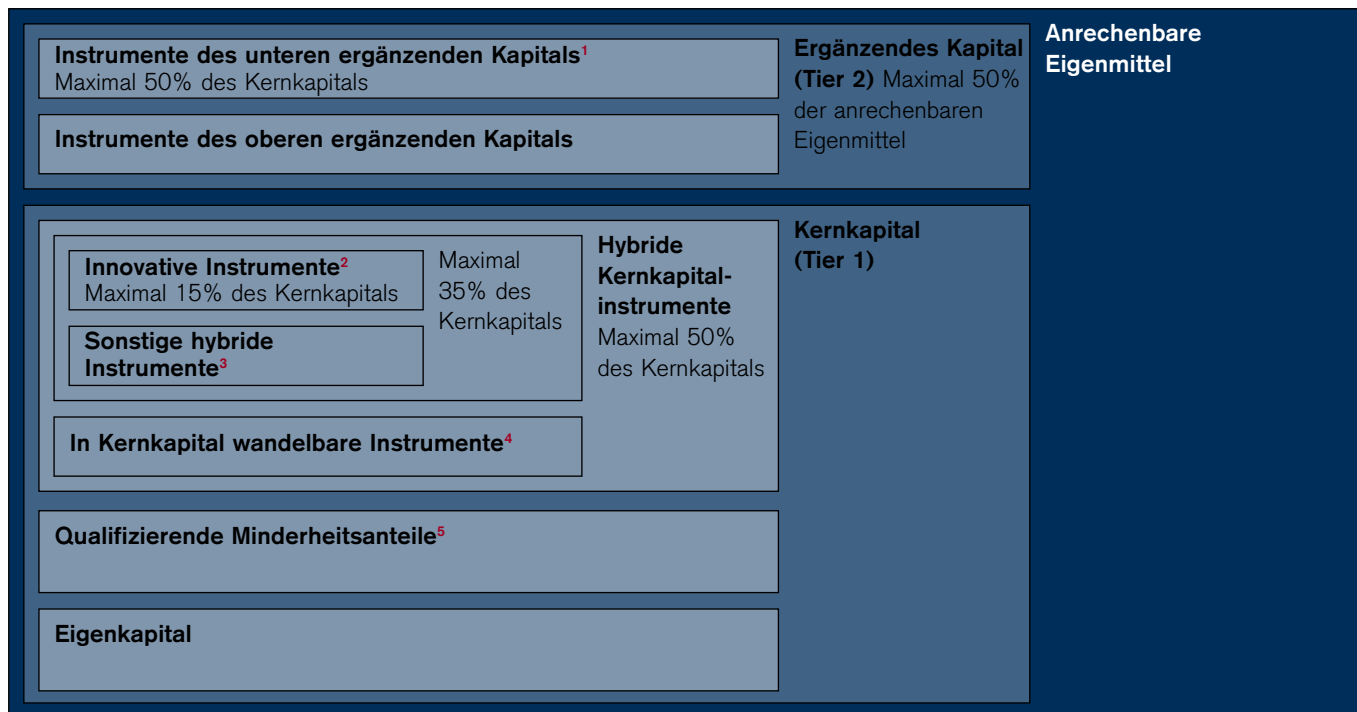 Anrechenbare
Eigenmittel
Ergänzendes Kapital
(Tier 2) Maximal 50%
der anrechenbaren
Eigenmittel
Instrumente des unteren ergänzenden Kapitals¹
Maximal 50% des Kernkapitals
Instrumente des oberen ergänzenden Kapitals
Kernkapital
(Tier 1)
Hybride
Kernkapital-
instrumente
Maximal 50%
des Kernkapitals
Maximal
35% des
Kernkapitals
Innovative Instrumente²
Maximal 15% des Kernkapitals
Sonstige hybride
Instrumente³
In Kernkapital wandelbare Instrumente⁴
Qualifizierende Minderheitsanteile⁵
Eigenkapital